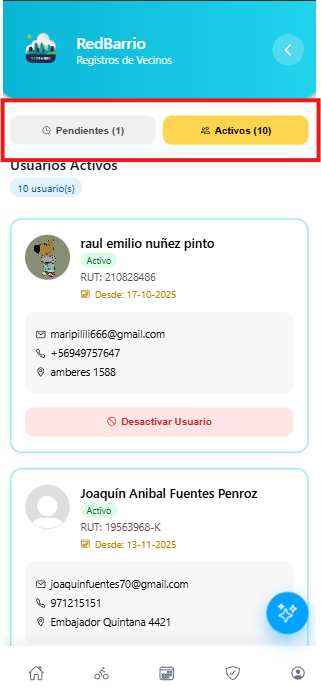 RedBarrio
Registros de Vecinos
Pendientes (1)
Activos (10)
Usuarios Activos
10 usuario(s)
raul emilio nuñez pinto
Activo
RUT: 210828486
Desde: 17-10-2025
maripilili666@gmail.com
+56949757647
amberes 1588
Desactivar Usuario
Joaquín Anibal Fuentes Penroz
Activo
RUT: 19563968-K
Desde: 13-11-2025
joaquinfuentes70@gmail.com
971215151
Embajador Quintana 4421